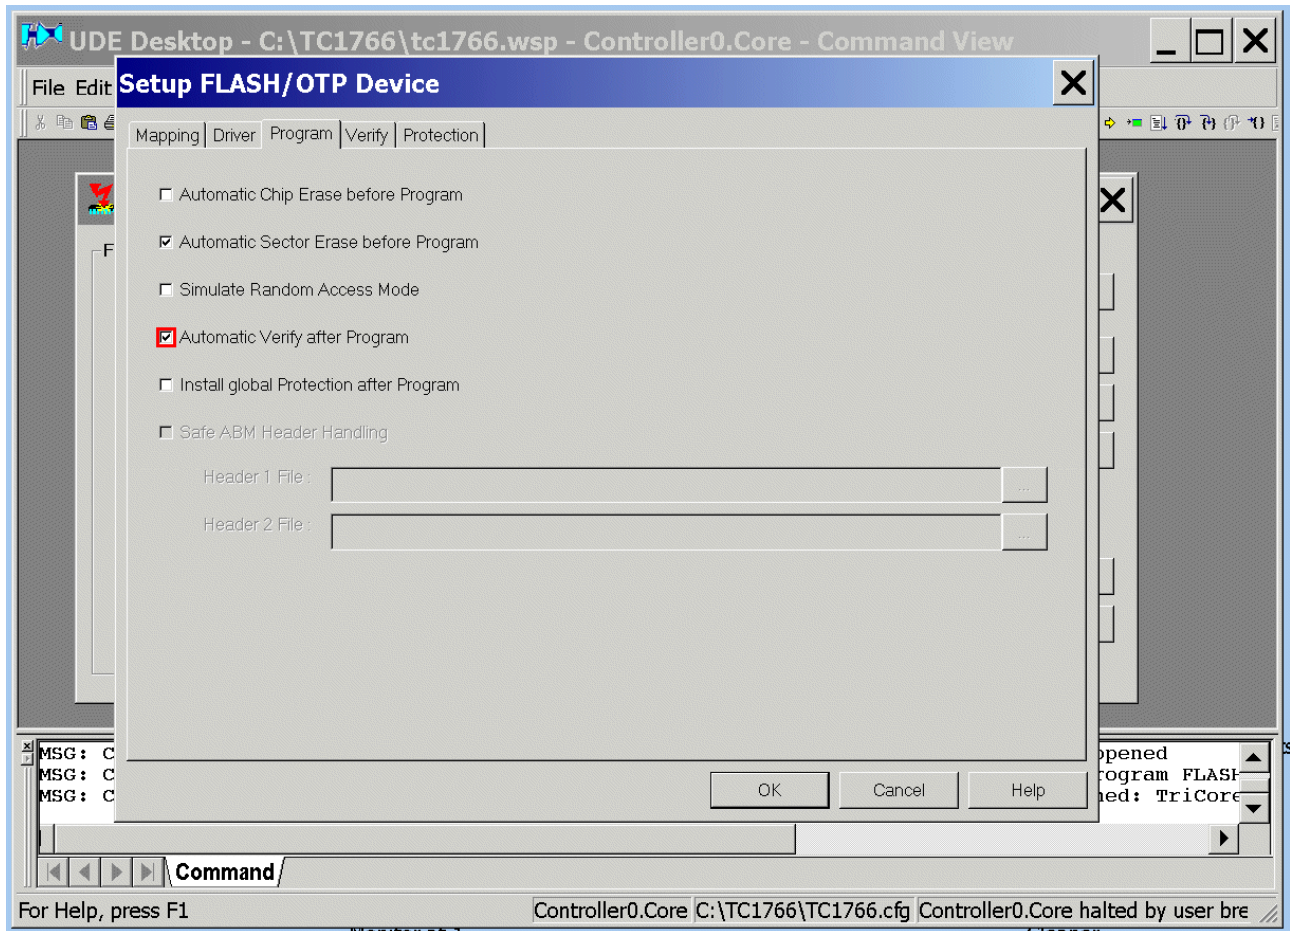 UDE Desktop - C:\TC1766\tc1766.wsp - Controller0.Core - Command View
File Edit
Setup FLASH/OTP Device
Mapping Driver Program Verify Protection
Automatic Chip Erase before Program
F
Automatic Sector Erase before Program
Simulate Random Access Mode
Automatic Verify after Program
Install global Protection after Program
Safe ABM Header Handling
Header 1 File :
...
Header 2 File :
...
MSG: C
MSG: C
MSG: C
opened
rogram FLASH
ned: TriCore
OK Cancel Help
Command
For Help, press F1 Controller0.Core C:\TC1766\TC1766.cfg Controller0.Core halted by user bre